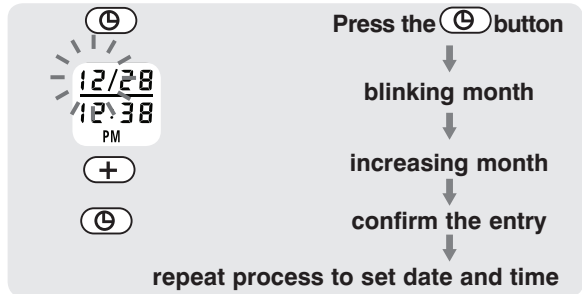 Press the button
12/28
12:38
PM
blinking month
+
increasing month
confirm the entry
repeat process to set date and time